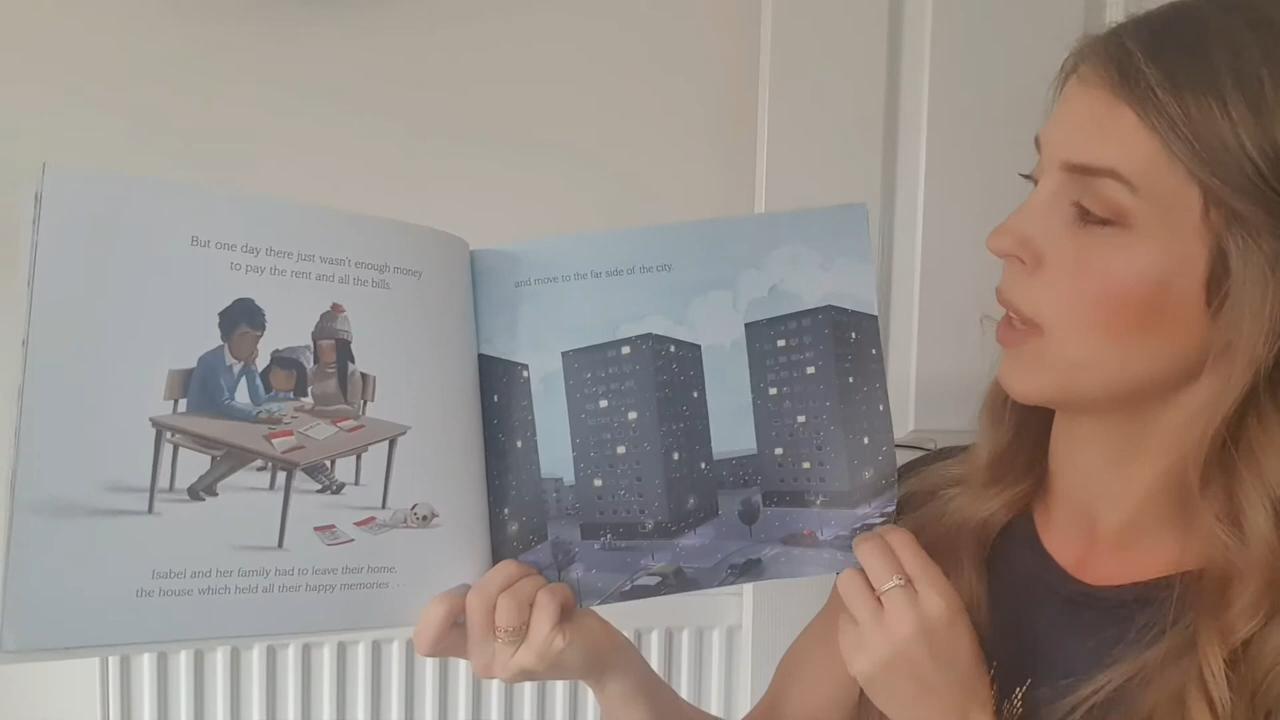 But one day there just wasn't enough money
to pay the rent and all the bills.
Isabel and her family had to leave their home,
the house which held all their happy memories . . .
and move to the far side of the city.